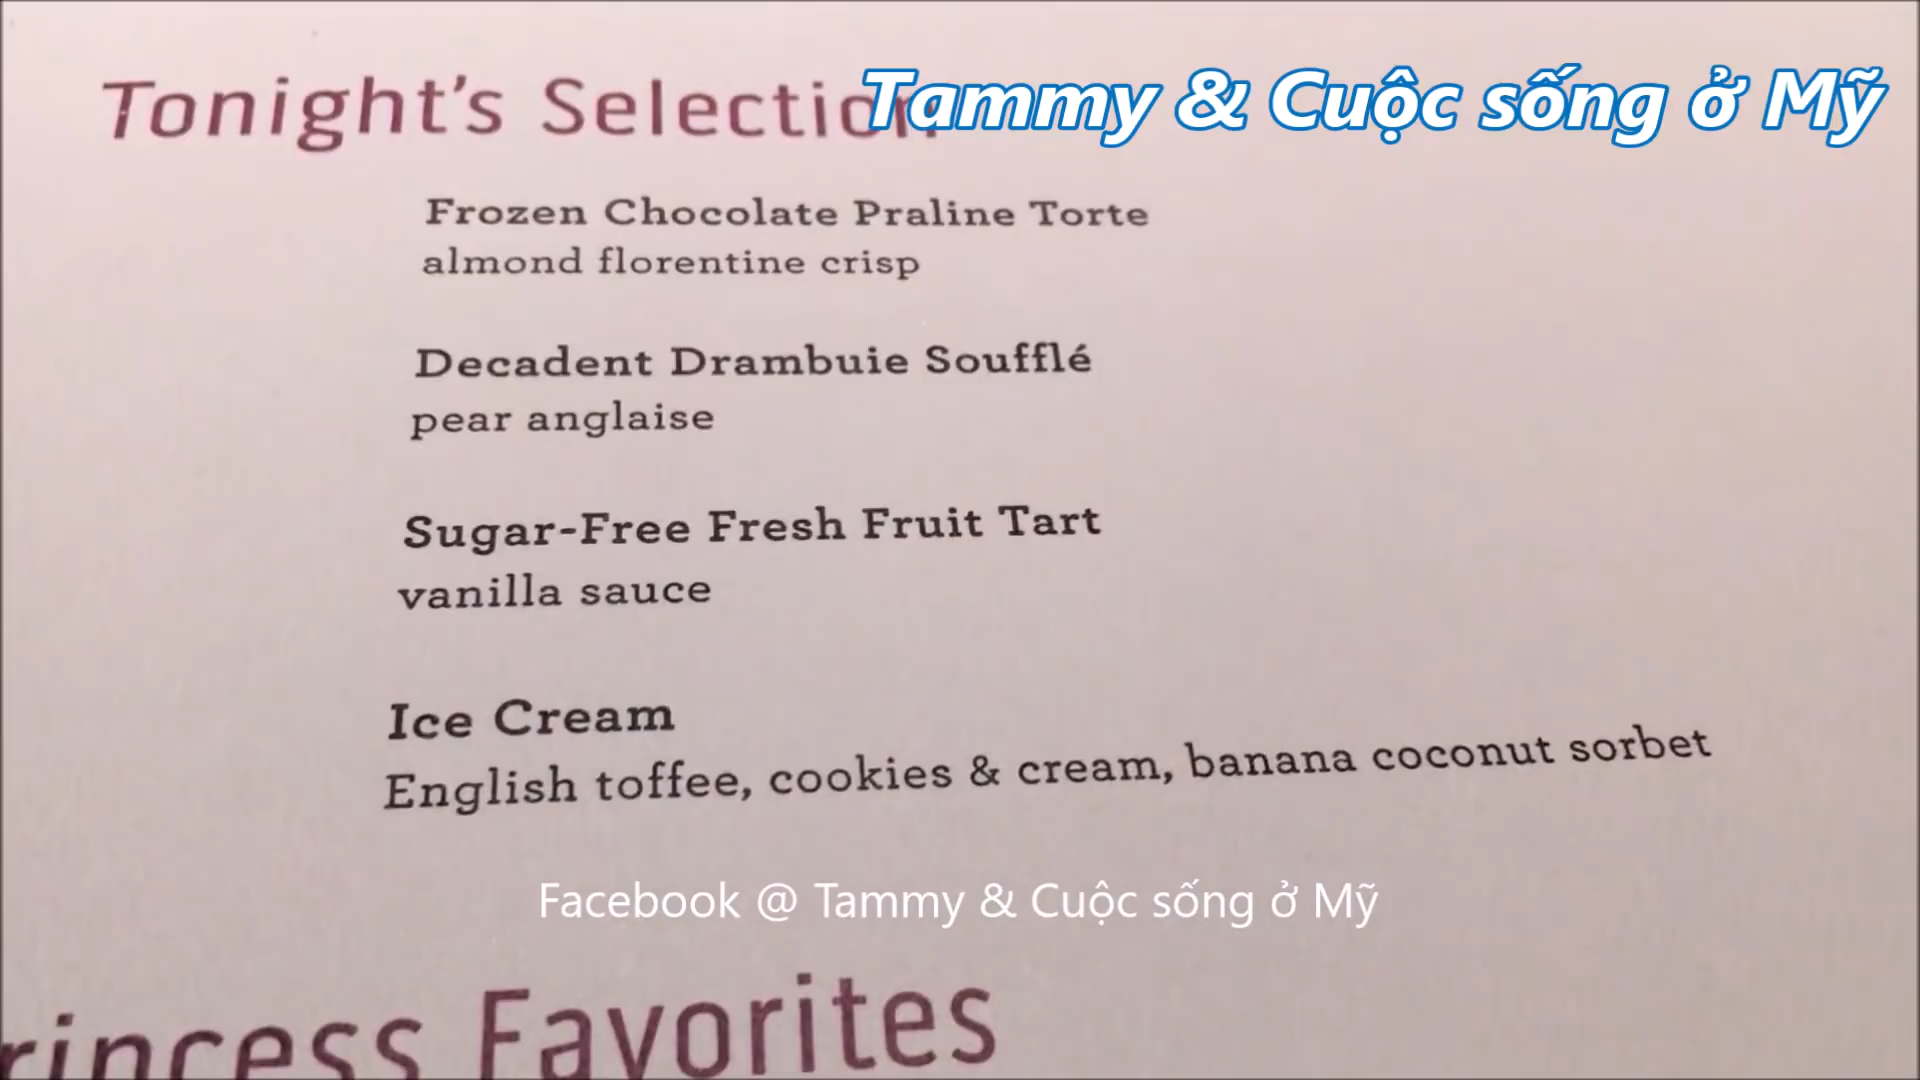 Tonight's Selection
Tammy & Cuộc sống ở Mỹ
Frozen Chocolate Praline Torte
almond florentine crisp
Decadent Drambuie Soufflé
pear anglaise
Sugar-Free Fresh Fruit Tart
vanilla sauce
Ice Cream
English toffee, cookies & cream, banana coconut sorbet
Facebook @ Tammy & Cuộc sống ở Mỹ
rincess Favorites